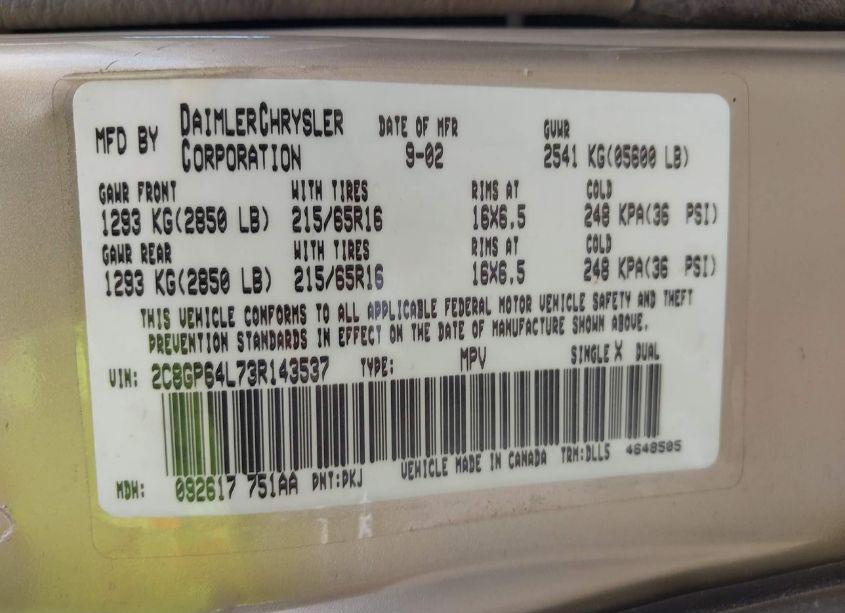 MFD BY DAIMLERCHRYSLER CORPORATION DATE OF MFR 9-02 GVWR 2541 KG(05600 LB)
GAWR FRONT WITH TIRES RIMS AT COLD
1293 KG(2850 LB) 215/65R16 16X6.5 248 KPA(36 PSI)
GAWR REAR WITH TIRES RIMS AT COLD
1293 KG(2850 LB) 215/65R16 16X6.5 248 KPA(36 PSI)
THIS VEHICLE CONFORMS TO ALL APPLICABLE FEDERAL MOTOR VEHICLE SAFETY AND THEFT
PREVENTION STANDARDS IN EFFECT ON THE DATE OF MANUFACTURE SHOWN ABOVE.
VIN: 2C8GP64L73R143537 TYPE: MPV SINGLE X DUAL
MDH: 092617 751AA PNT:PKJ VEHICLE MADE IN CANADA TRM:DLL5 4648505